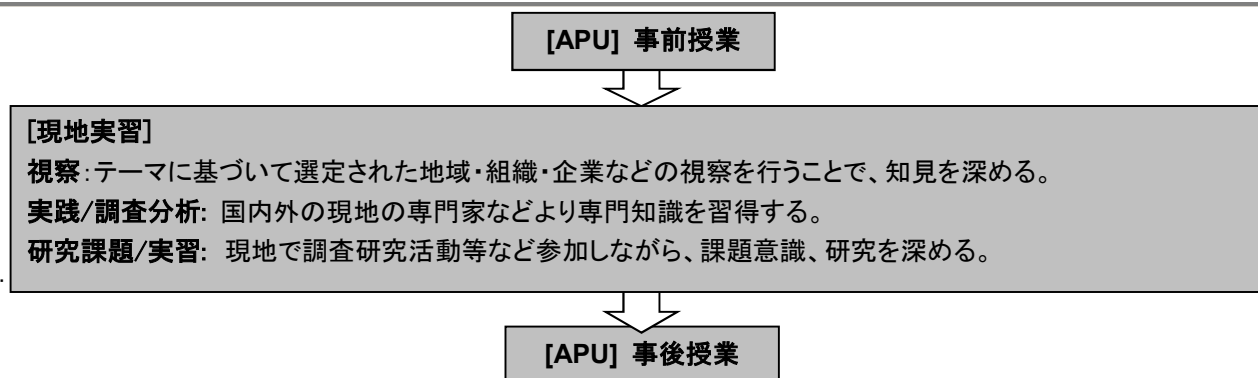 [APU] 事前授業
[現地実習]
視察:テーマに基づいて選定された地域・組織・企業などの視察を行うことで、知見を深める。
実践/調査分析: 国内外の現地の専門家などより専門知識を習得する。
研究課題/実習: 現地で調査研究活動等など参加しながら、課題意識、研究を深める。
.
[APU] 事後授業